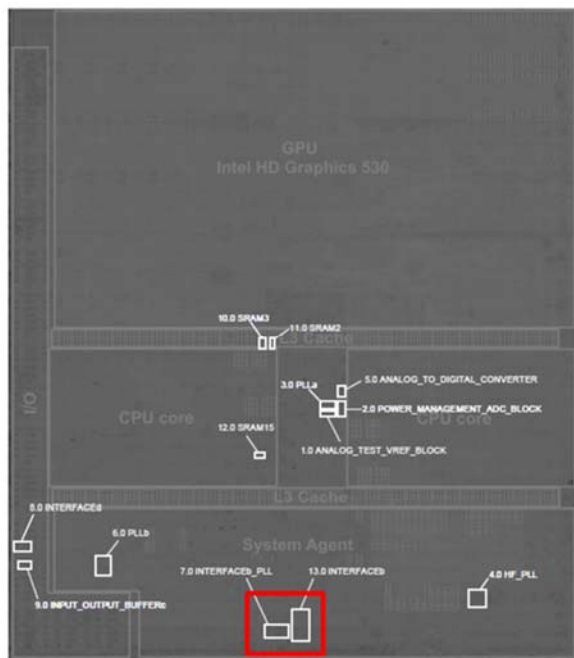 GPU
Intel HD Graphics 530
10.0 SRAM3
11.0 SRAM2
L3 Cache
3.0 PLLa
5.0 ANALOG_TO_DIGITAL_CONVERTER
I/O
CPU core
2.0 POWER_MANAGEMENT_ADC_BLOCK
CPU core
12.0 SRAM15
1.0 ANALOG_TEST_VREF_BLOCK
L3 Cache
8.0 INTERFACEd
6.0 PLLb
System Agent
7.0 INTERFACEb_PLL
13.0 INTERFACEb
4.0 HF_PLL
9.0 INPUT_OUTPUT_BUFFERc